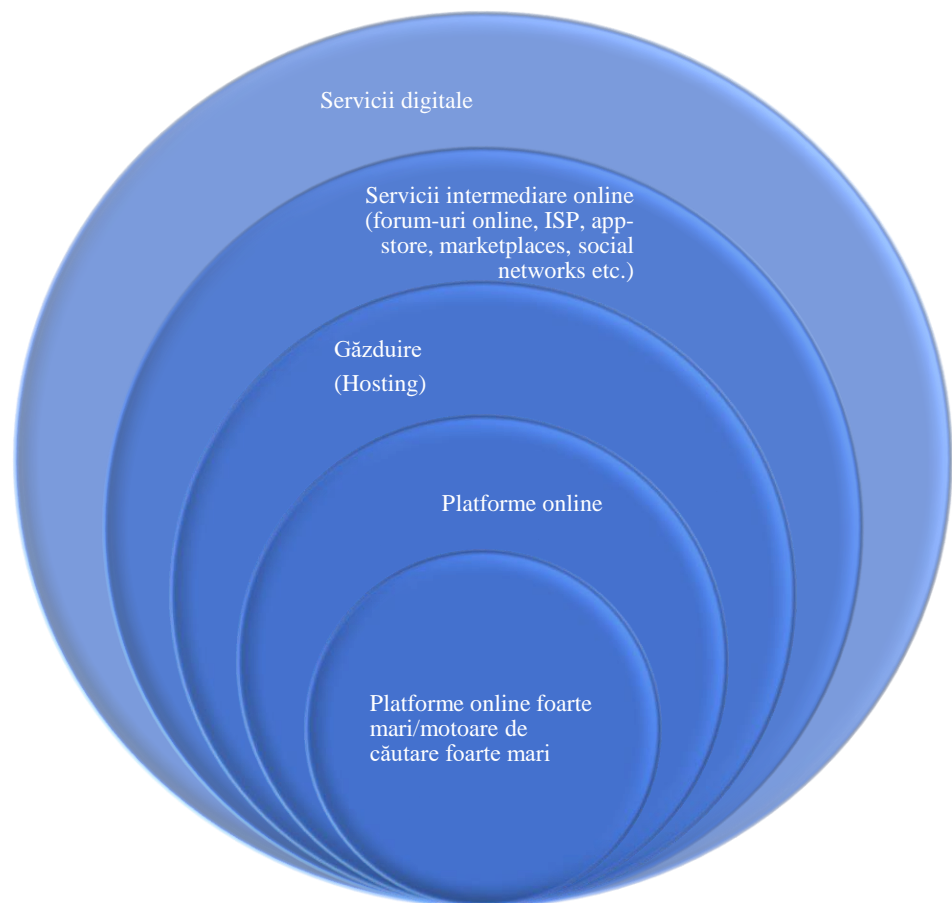 Servicii digitale
Servicii intermediare online
(forum-uri online, ISP, app-
store, marketplaces, social
networks etc.)
Găzduire
(Hosting)
Platforme online
Platforme online foarte
mari/motoare de
căutare foarte mari